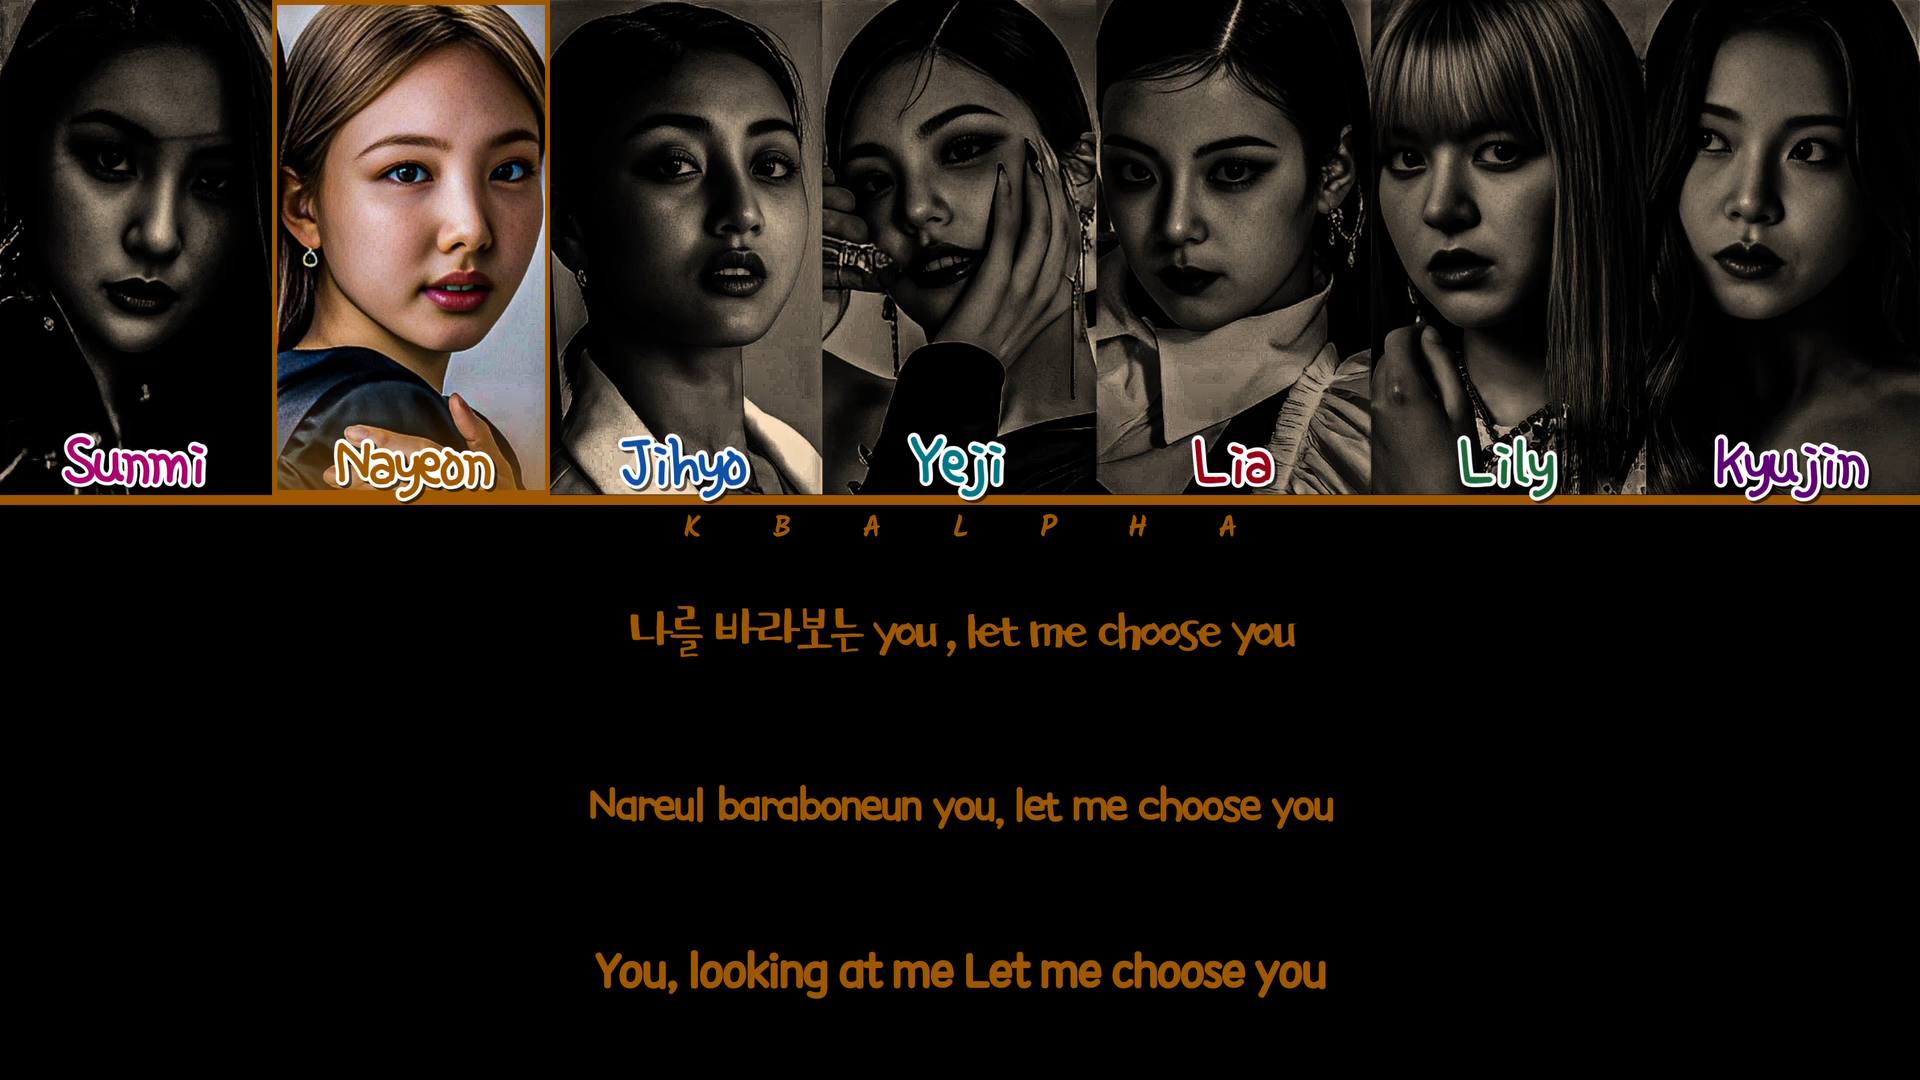 Sunmi Nayeon Jihyo Yeji Lia Lily Kyujin
K B A L P H A
나를 바라보는 you, let me choose you
Nareul baraboneun you, let me choose you
You, looking at me Let me choose you